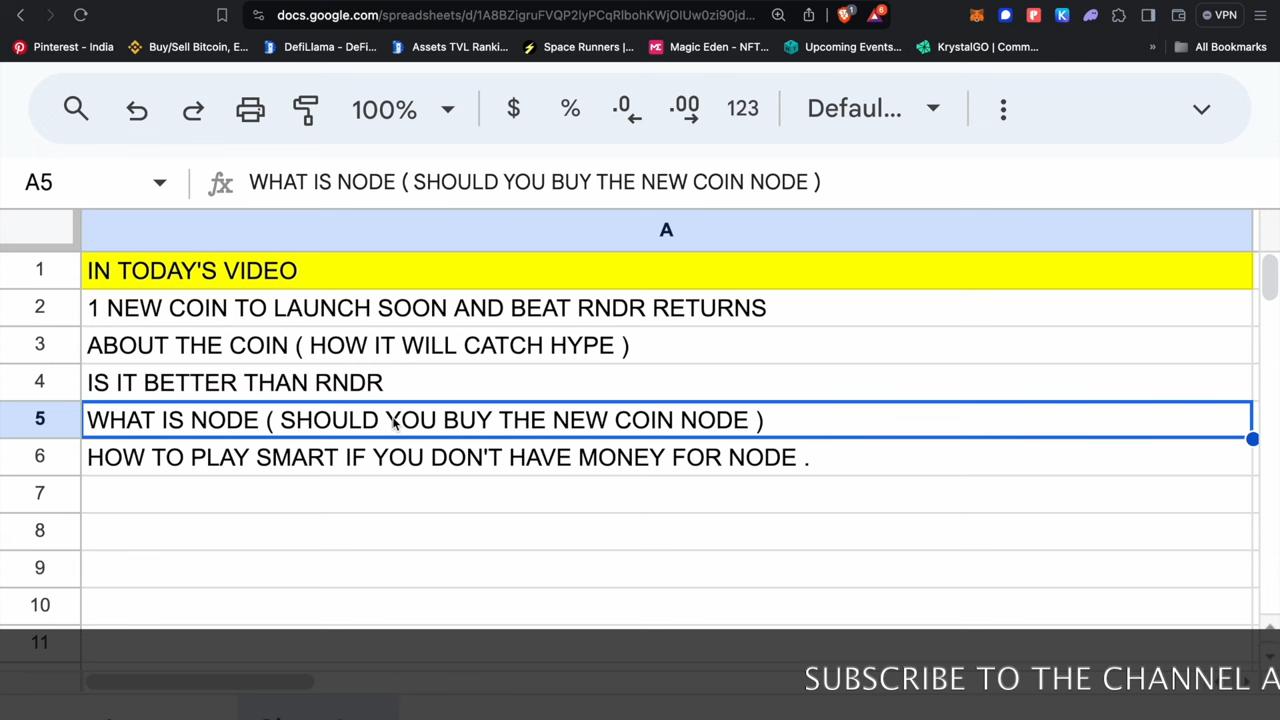 docs.google.com/spreadsheets/d/1A8BZigruFVQP2lyPCqRlbohKWjOlUw0zi90jd... 1 6 VPN
Pinterest - India Buy/Sell Bitcoin, E... DefiLlama - DeFi... Assets TVL Ranki... Space Runners |... Magic Eden - NFT... Upcoming Events... KrystalGO | Comm... » All Bookmarks
100% $ % .0 .00 123 Defaul...
A5 fx WHAT IS NODE ( SHOULD YOU BUY THE NEW COIN NODE )
A
1 IN TODAY'S VIDEO
2 1 NEW COIN TO LAUNCH SOON AND BEAT RNDR RETURNS
3 ABOUT THE COIN ( HOW IT WILL CATCH HYPE )
4 IS IT BETTER THAN RNDR
5 WHAT IS NODE ( SHOULD YOU BUY THE NEW COIN NODE )
6 HOW TO PLAY SMART IF YOU DON'T HAVE MONEY FOR NODE .
7
8
9
10
11
SUBSCRIBE TO THE CHANNEL A